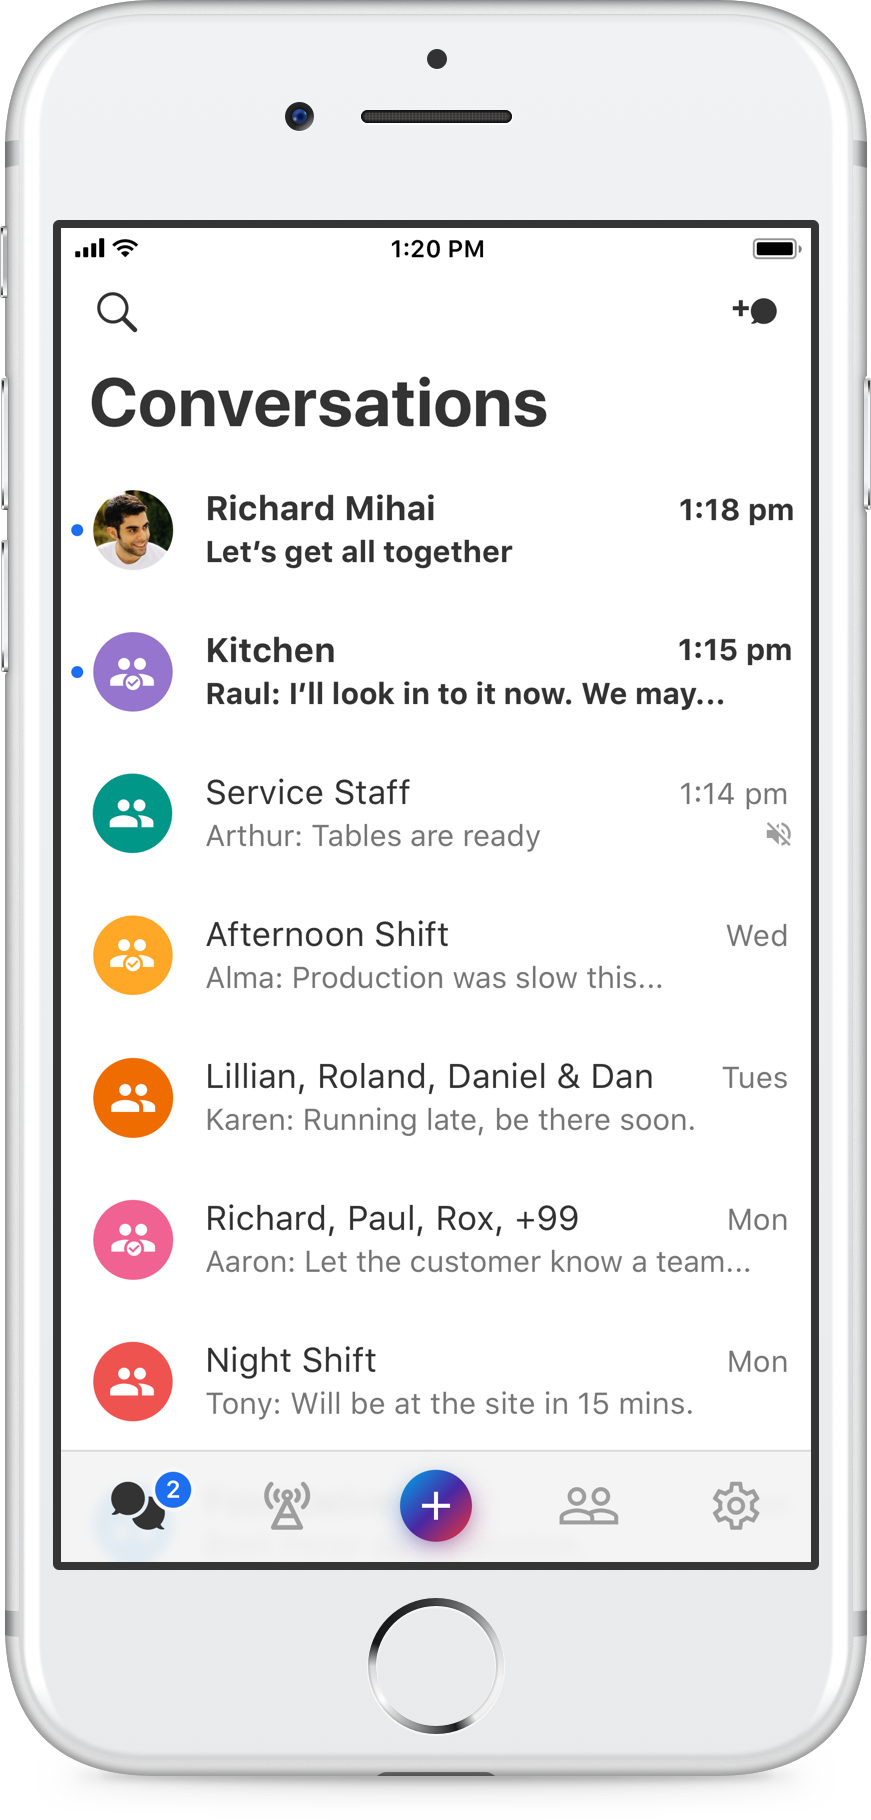 1:20 PM
Conversations
Richard Mihai 1:18 pm
Let's get all together
Kitchen 1:15 pm
Raul: I'll look in to it now. We may...
Service Staff 1:14 pm
Arthur: Tables are ready
Afternoon Shift Wed
Alma: Production was slow this...
Lillian, Roland, Daniel & Dan Tues
Karen: Running late, be there soon.
Richard, Paul, Rox, +99 Mon
Aaron: Let the customer know a team...
Night Shift Mon
Tony: Will be at the site in 15 mins.
2